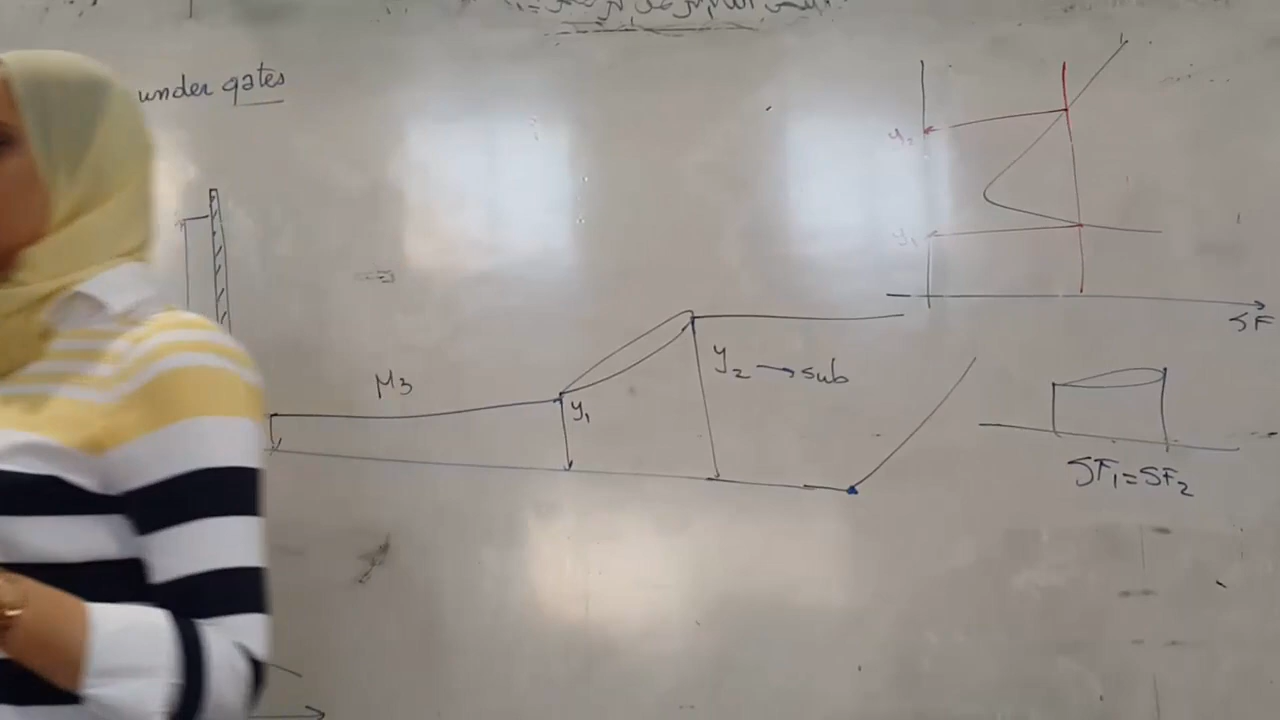 under gates
y₂
y₁
SF
M3
y₁
y₂ → sub
SF₁=SF₂